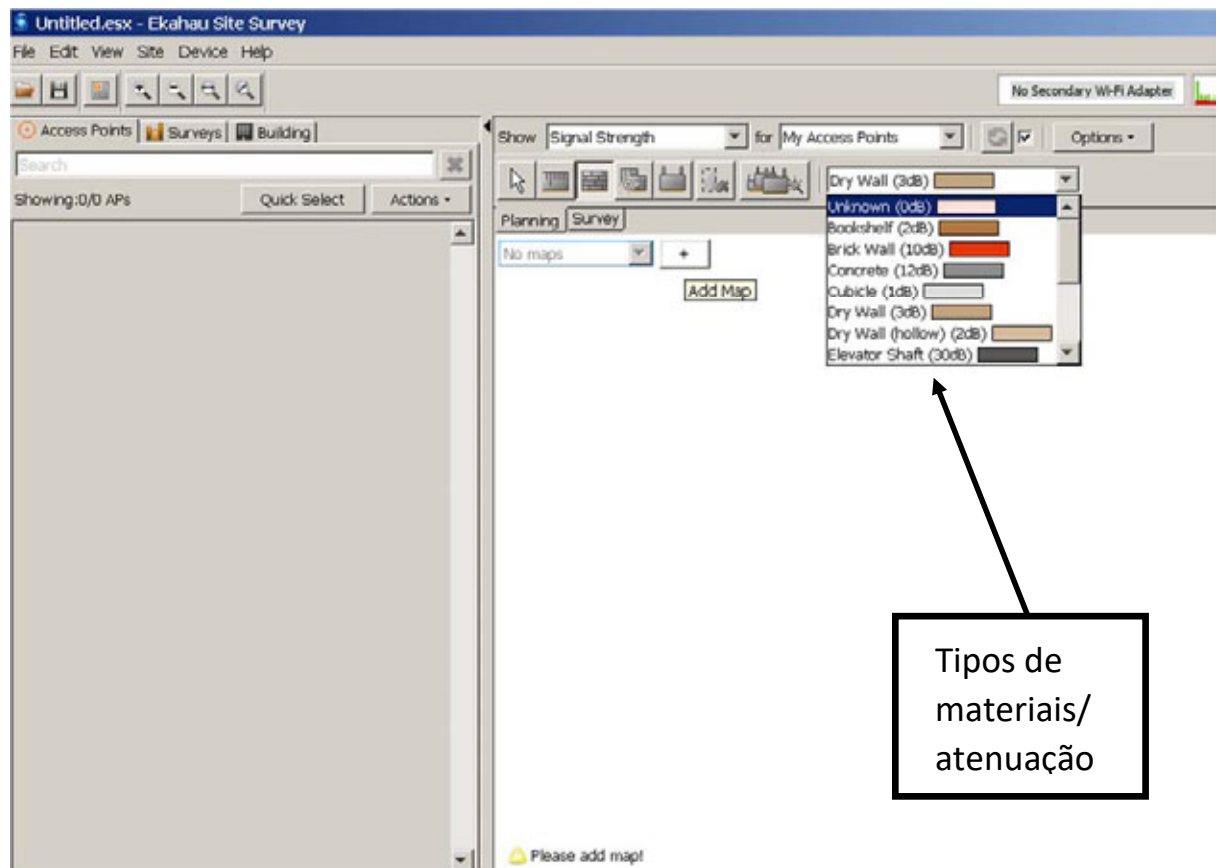 Untitled.esx - Ekahau Site Survey
File Edit View Site Device Help
No Secondary Wi-Fi Adapter
Access Points Surveys Building
Search
Showing:0/0 APs Quick Select Actions
Show Signal Strength for My Access Points Options
Dry Wall (3dB)
Planning Survey
No maps +
Add Map
Unknown (0dB)
Bookshelf (2dB)
Brick Wall (10dB)
Concrete (12dB)
Cubicle (1dB)
Dry Wall (3dB)
Dry Wall (hollow) (2dB)
Elevator Shaft (30dB)
Tipos de
materiais/
atenuação
Please add map!